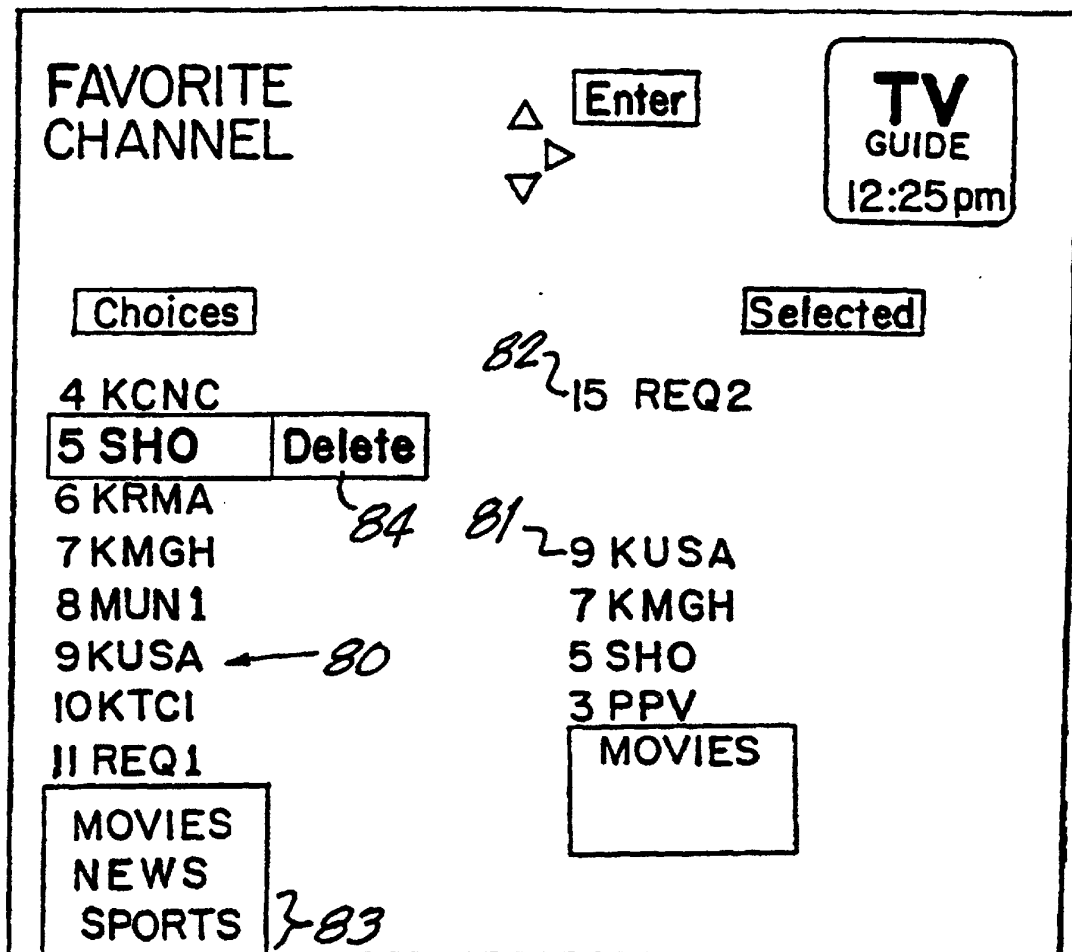 FAVORITE
CHANNEL
Enter
TV
GUIDE
12:25pm
Choices
Selected
82
4 KCNC
15 REQ2
5 SHO Delete
6 KRMA
84
81
7 KMGH
9 KUSA
8 MUN1
7 KMGH
9 KUSA
80
5 SHO
10 KTCI
3 PPV
11 REQ1
MOVIES
MOVIES
NEWS
SPORTS
83